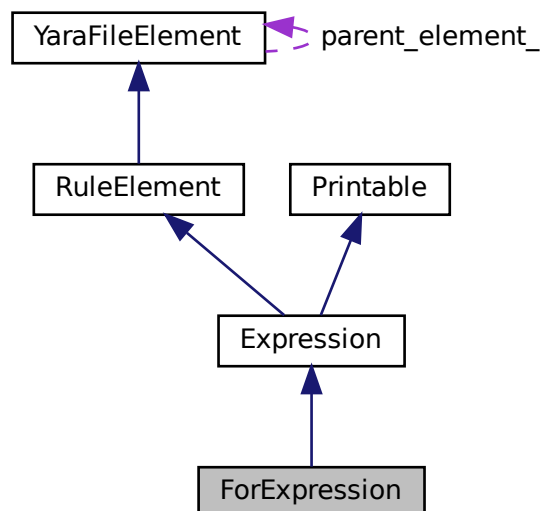 YaraFileElement
parent_element_
RuleElement
Printable
Expression
ForExpression